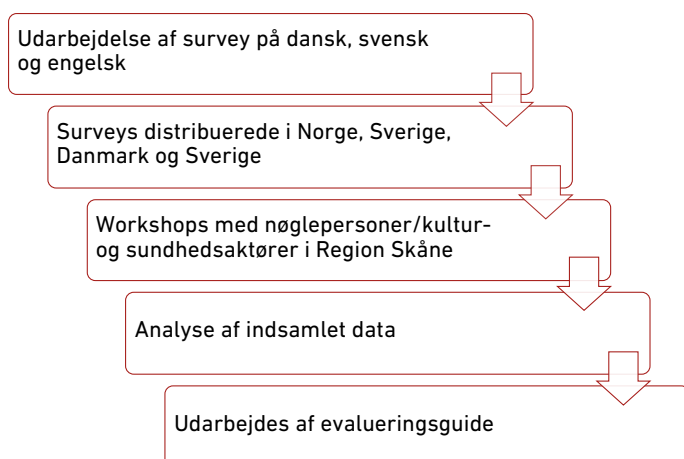 Udarbejdelse af survey på dansk, svensk
og engelsk
Surveys distribuerede i Norge, Sverige,
Danmark og Sverige
Workshops med nøglepersoner/kultur-
og sundhedsaktører i Region Skåne
Analyse af indsamlet data
Udarbejdes af evalueringsguide